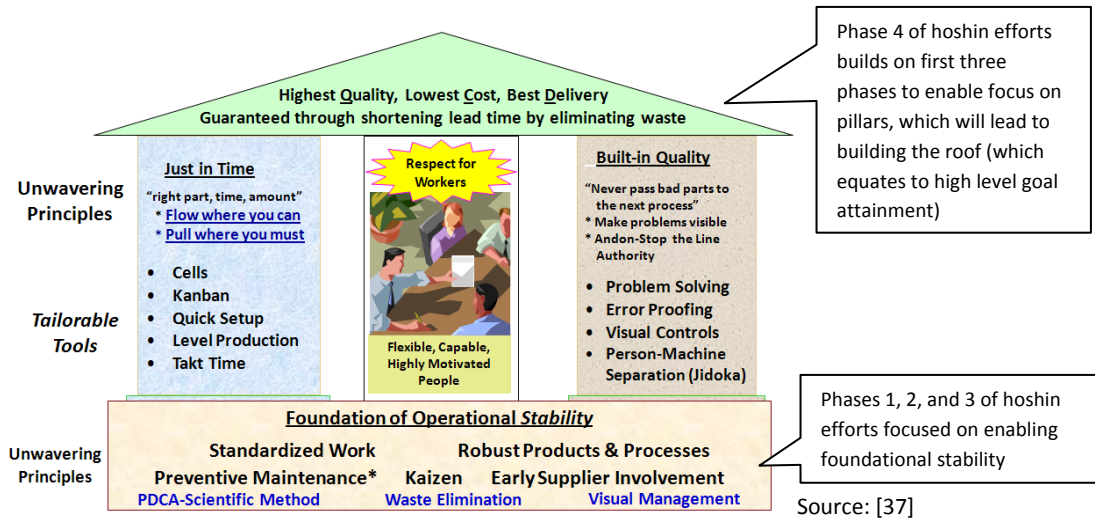 Highest Quality, Lowest Cost, Best Delivery
Guaranteed through shortening lead time by eliminating waste
Phase 4 of hoshin efforts
builds on first three
phases to enable focus on
pillars, which will lead to
building the roof (which
equates to high level goal
attainment)
Unwavering
Principles
Just in Time
“right part, time, amount”
* Flow where you can
* Pull where you must
Tailorable
Tools
• Cells
• Kanban
• Quick Setup
• Level Production
• Takt Time
Respect for
Workers
Flexible, Capable,
Highly Motivated
People
Built-in Quality
“Never pass bad parts to
the next process”
* Make problems visible
* Andon-Stop the Line
Authority
• Problem Solving
• Error Proofing
• Visual Controls
• Person-Machine
Separation (Jidoka)
Unwavering
Principles
Foundation of Operational Stability
Standardized Work Robust Products & Processes
Preventive Maintenance* Kaizen Early Supplier Involvement
PDCA-Scientific Method Waste Elimination Visual Management
Phases 1, 2, and 3 of hoshin
efforts focused on enabling
foundational stability
Source: [37]